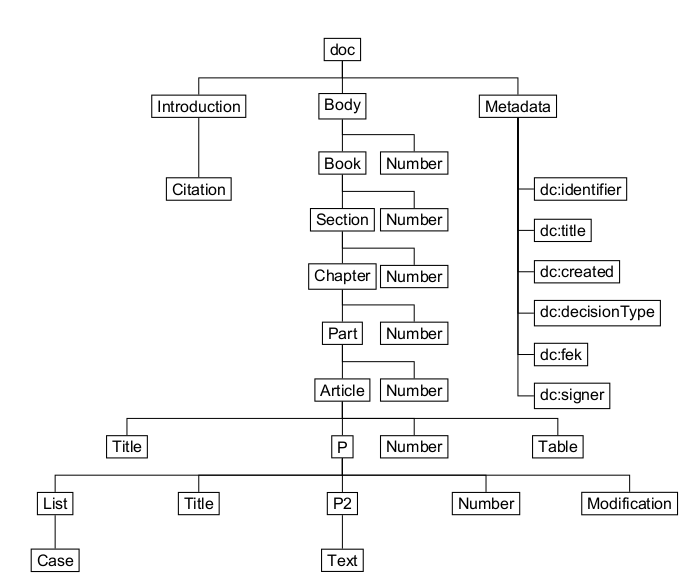 doc
Introduction Body Metadata
Book Number
Citation dc:identifier
Section Number
dc:title
Chapter Number dc:created
dc:decisionType
Part Number
dc:fek
Article Number dc:signer
Title P Number Table
List Title P2 Number Modification
Case Text